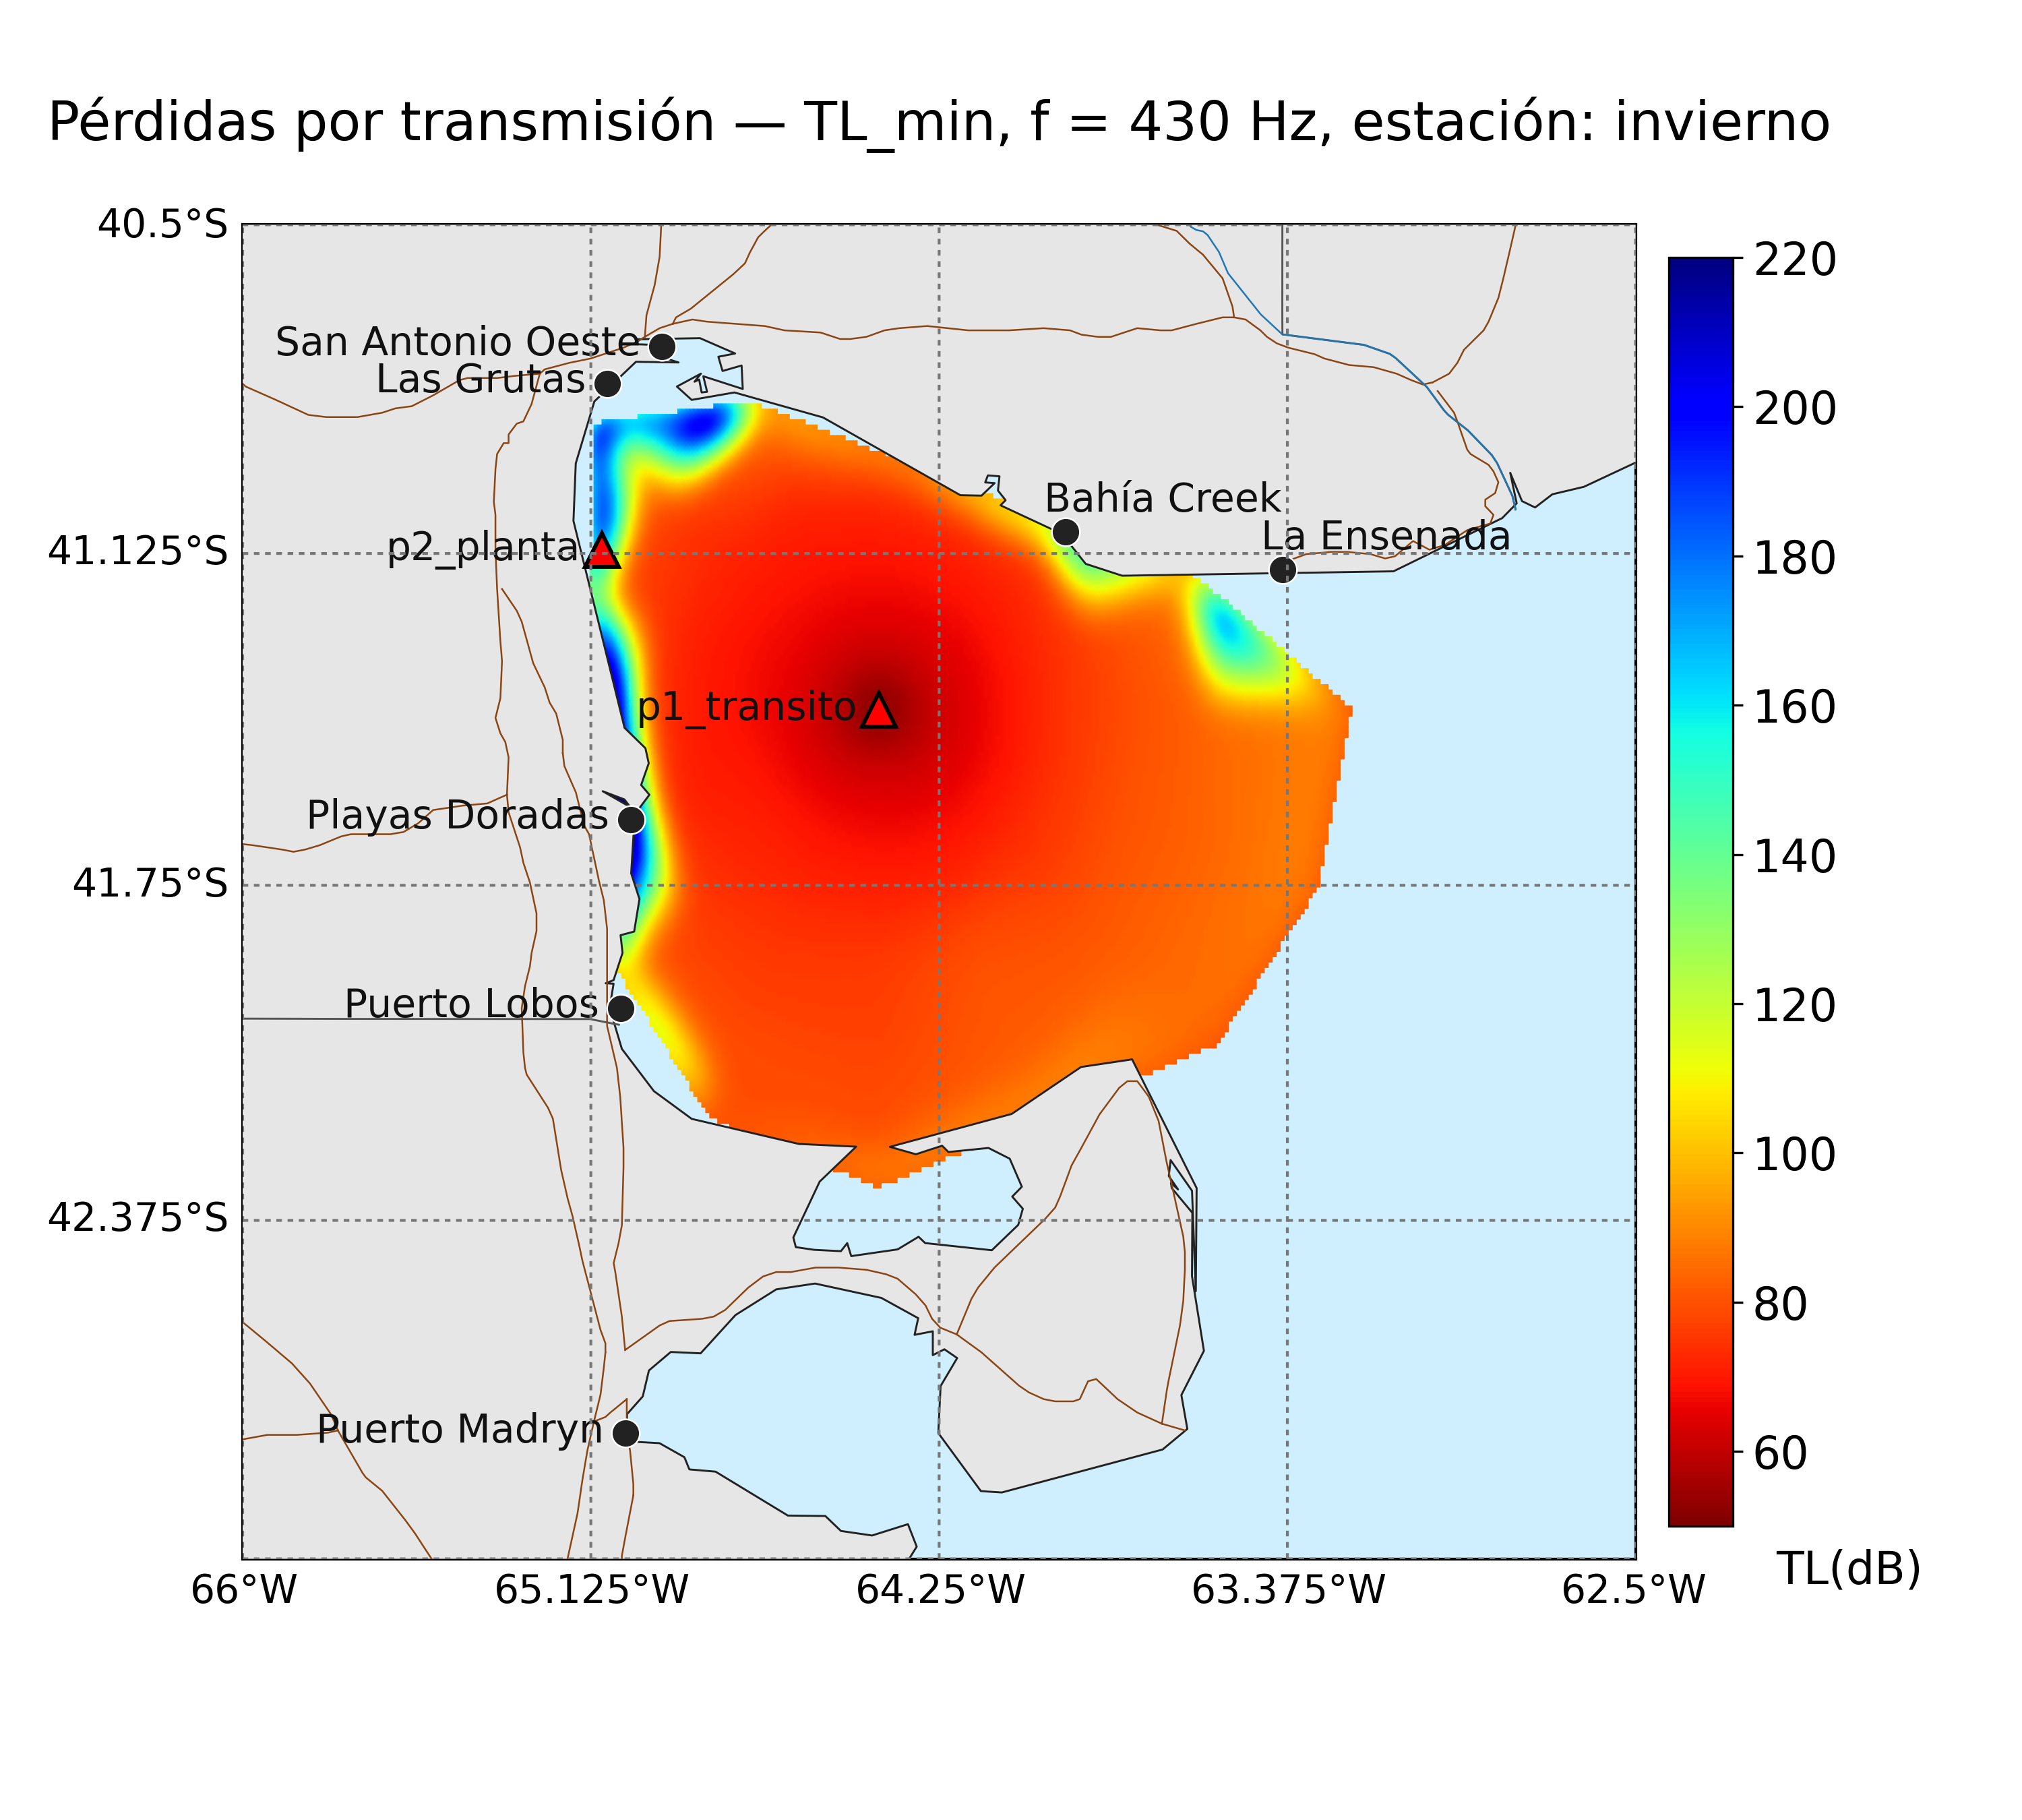 Pérdidas por transmisión — TL_min, f = 430 Hz, estación: invierno
40.5°S
220
San Antonio Oeste
Las Grutas
200
Bahía Creek
La Ensenada
p2_planta
41.125°S
180
p1_transito
160
Playas Doradas
140
41.75°S
120
Puerto Lobos
100
42.375°S
80
Puerto Madryn
60
TL(dB)
66°W
65.125°W
64.25°W
63.375°W
62.5°W